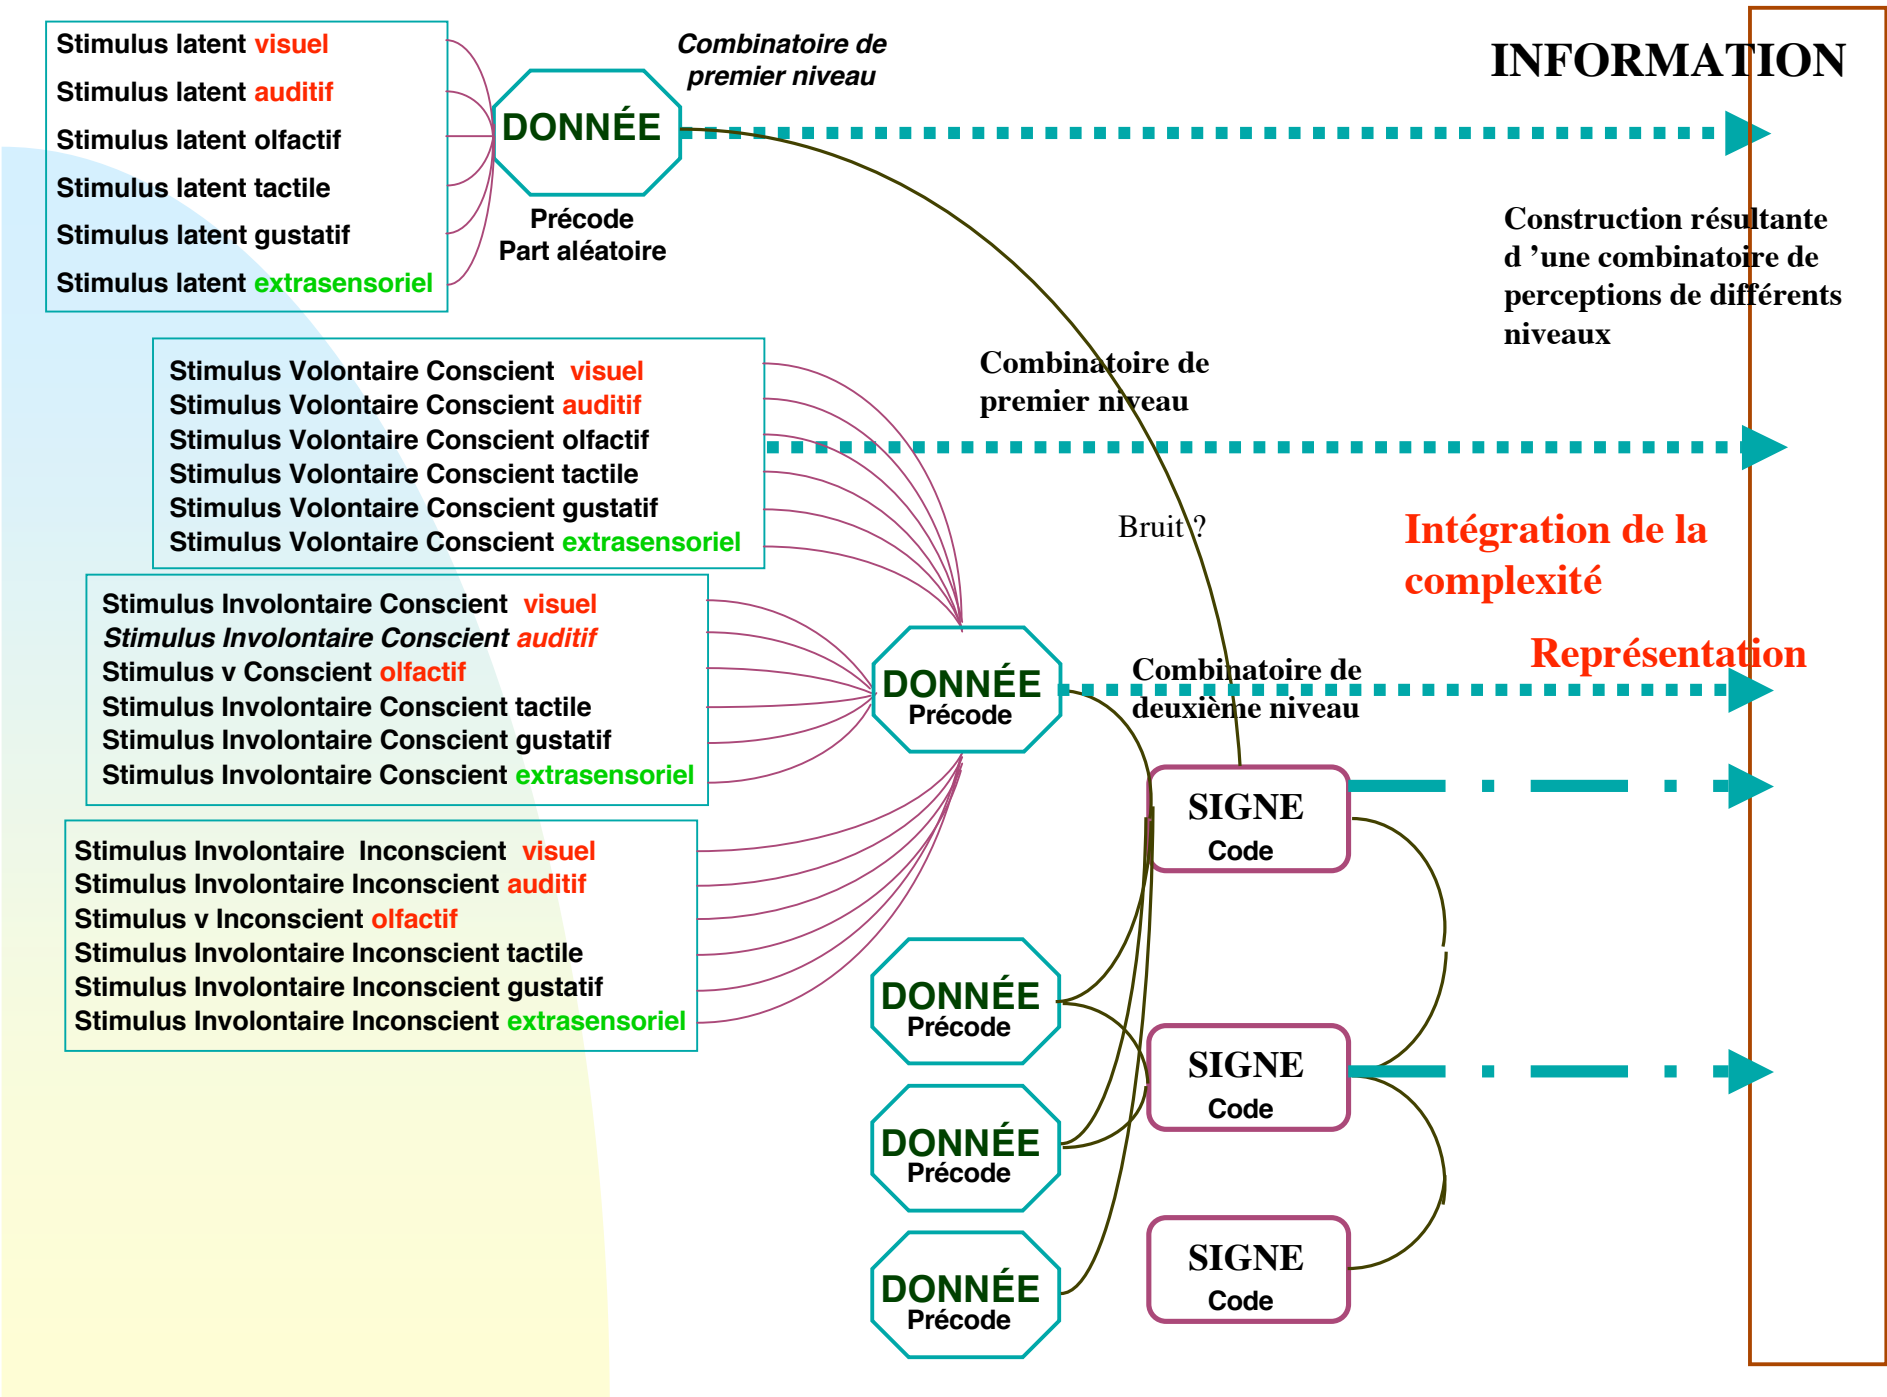 Stimulus latent visuel
Stimulus latent auditif
Stimulus latent olfactif
Stimulus latent tactile
Stimulus latent gustatif
Stimulus latent extrasensoriel
DONNÉE
Précode
Part aléatoire
Combinatoire de
premier niveau
INFORMATION
Construction résultante
d ’une combinatoire de
perceptions de différents
niveaux
Stimulus Volontaire Conscient visuel
Stimulus Volontaire Conscient auditif
Stimulus Volontaire Conscient olfactif
Stimulus Volontaire Conscient tactile
Stimulus Volontaire Conscient gustatif
Stimulus Volontaire Conscient extrasensoriel
Combinatoire de
premier niveau
Bruit ?
Intégration de la
complexité
Représentation
Stimulus Involontaire Conscient visuel
Stimulus Involontaire Conscient auditif
Stimulus v Conscient olfactif
Stimulus Involontaire Conscient tactile
Stimulus Involontaire Conscient gustatif
Stimulus Involontaire Conscient extrasensoriel
DONNÉE
Précode
Combinatoire de
deuxième niveau
Stimulus Involontaire Inconscient visuel
Stimulus Involontaire Inconscient auditif
Stimulus v Inconscient olfactif
Stimulus Involontaire Inconscient tactile
Stimulus Involontaire Inconscient gustatif
Stimulus Involontaire Inconscient extrasensoriel
SIGNE
Code
DONNÉE
Précode
SIGNE
Code
DONNÉE
Précode
SIGNE
Code
DONNÉE
Précode